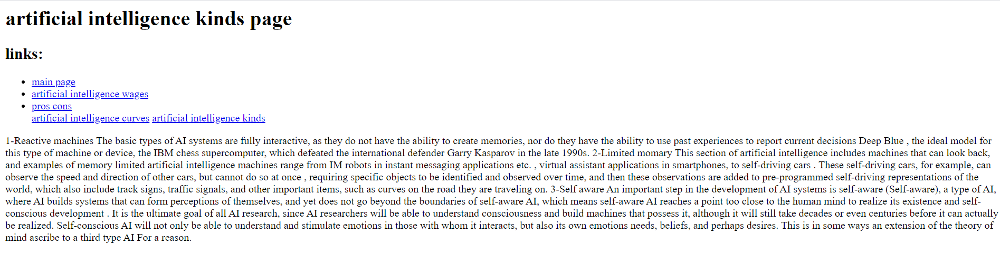 artificial intelligence kinds page
links:
main page
artificial intelligence wages
pros cons
artificial intelligence curves artificial intelligence kinds
1-Reactive machines The basic types of AI systems are fully interactive, as they do not have the ability to create memories, nor do they have the ability to use past experiences to report current decisions Deep Blue , the ideal model for
this type of machine or device, the IBM chess supercomputer, which defeated the international defender Garry Kasparov in the late 1990s. 2-Limited momary This section of artificial intelligence includes machines that can look back,
and examples of memory limited artificial intelligence machines range from IM robots in instant messaging applications etc. , virtual assistant applications in smartphones, to self-driving cars . These self-driving cars, for example, can
observe the speed and direction of other cars, but cannot do so at once , requiring specific objects to be identified and observed over time, and then these observations are added to pre-programmed self-driving representations of the
world, which also include track signs, traffic signals, and other important items, such as curves on the road they are traveling on. 3-Self aware An important step in the development of AI systems is self-aware (Self-aware), a type of AI,
where AI builds systems that can form perceptions of themselves, and yet does not go beyond the boundaries of self-aware AI, which means self-aware AI reaches a point too close to the human mind to realize its existence and self-
conscious development . It is the ultimate goal of all AI research, since AI researchers will be able to understand consciousness and build machines that possess it, although it will still take decades or even centuries before it can actually
be realized. Self-conscious AI will not only be able to understand and stimulate emotions in those with whom it interacts, but also its own emotions needs, beliefs, and perhaps desires. This is in some ways an extension of the theory of
mind ascribe to a third type AI For a reason.